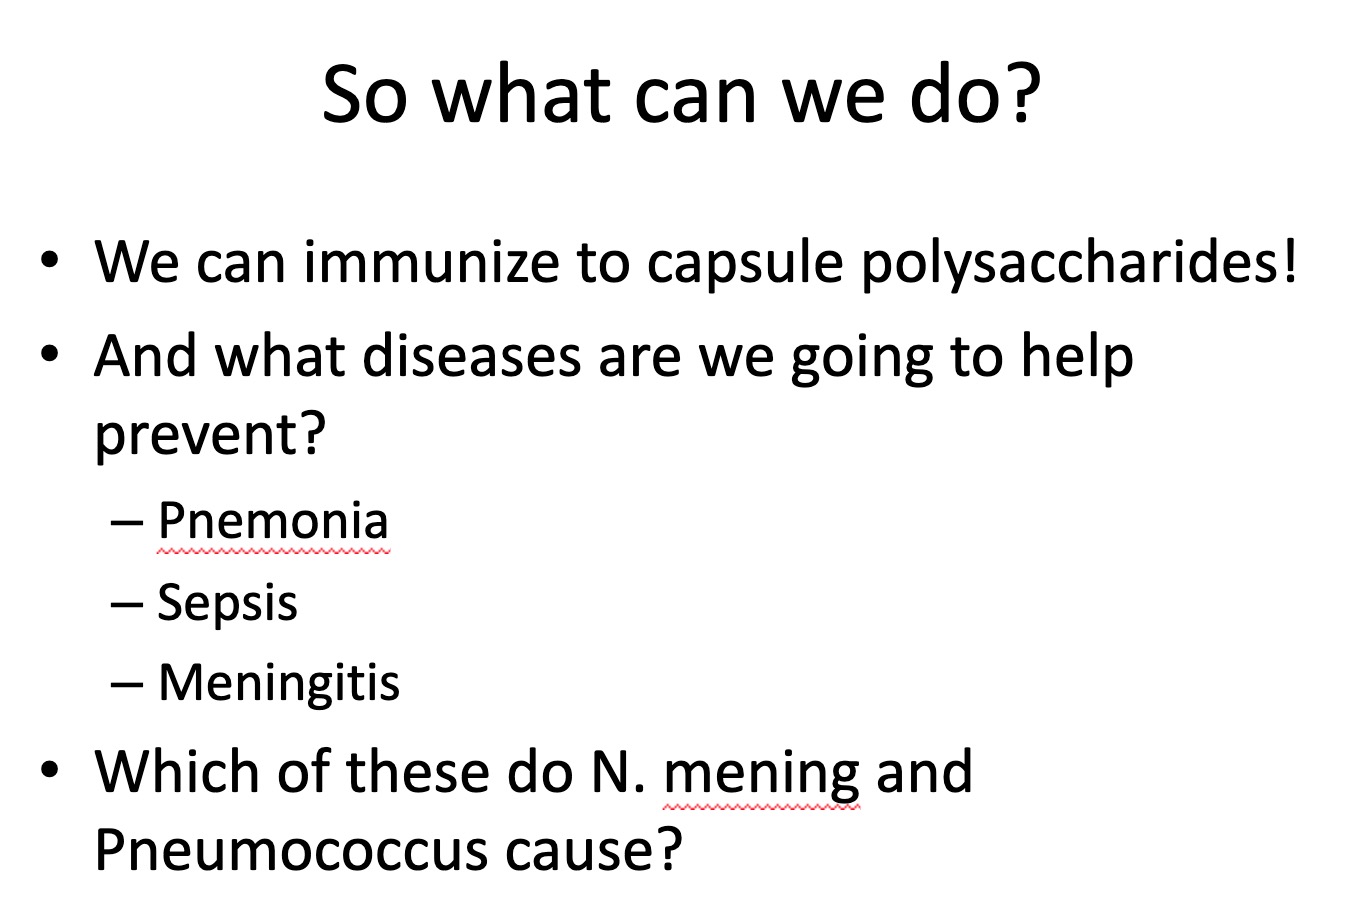 So what can we do?
• We can immunize to capsule polysaccharides!
• And what diseases are we going to help
prevent?
– Pnemonia
– Sepsis
– Meningitis
• Which of these do N. mening and
Pneumococcus cause?